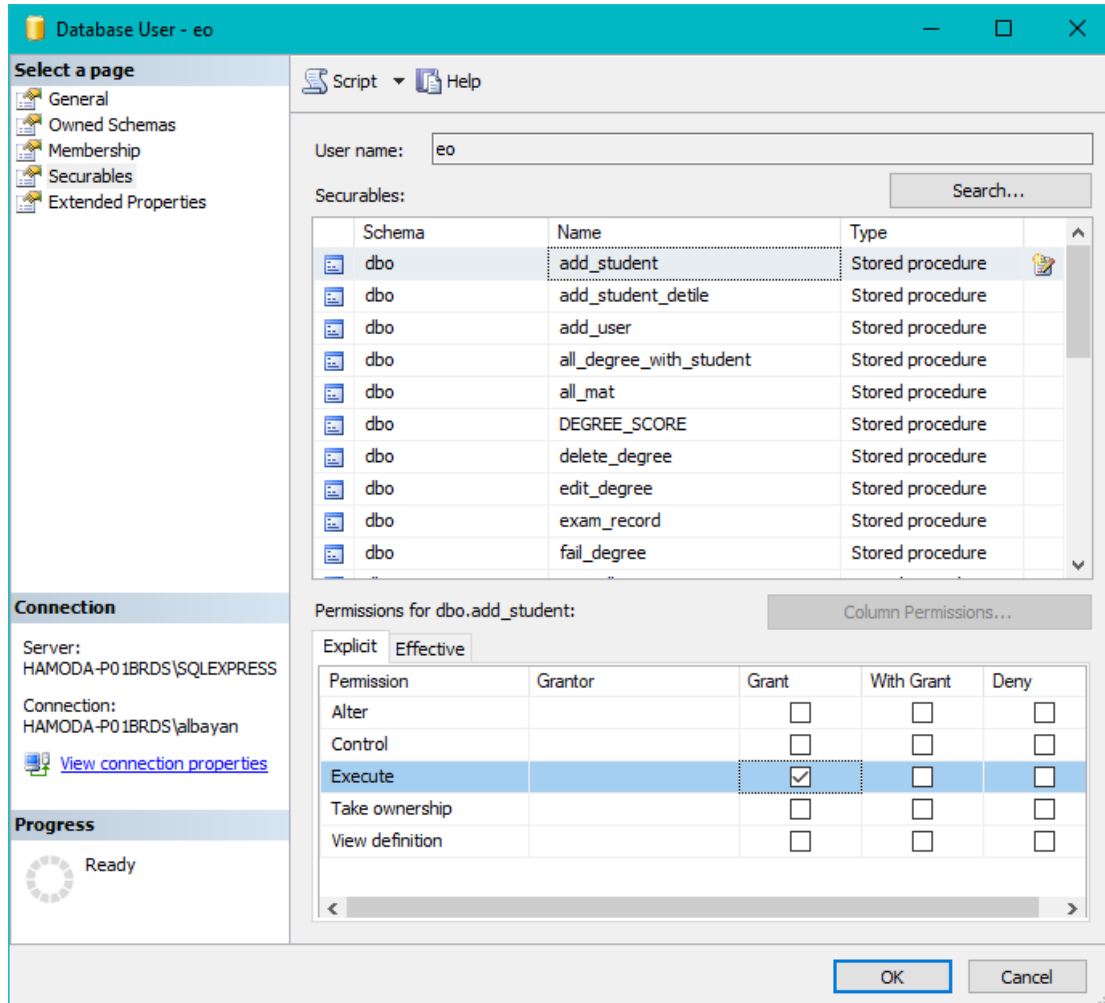 Database User - eo
Select a page
General
Owned Schemas
Membership
Securables
Extended Properties
Script
Help
User name: eo
Securables:
Search...
Schema Name Type
dbo add_student Stored procedure
dbo add_student_detile Stored procedure
dbo add_user Stored procedure
dbo all_degree_with_student Stored procedure
dbo all_mat Stored procedure
dbo DEGREE_SCORE Stored procedure
dbo delete_degree Stored procedure
dbo edit_degree Stored procedure
dbo exam_record Stored procedure
dbo fail_degree Stored procedure
Connection
Server:
HAMODA-P01BRDS\SQLEXPRESS
Connection:
HAMODA-P01BRDS\albayan
View connection properties
Progress
Ready
Permissions for dbo.add_student:
Column Permissions...
Explicit Effective
Permission Grantor Grant With Grant Deny
Alter
Control
Execute
Take ownership
View definition
OK Cancel